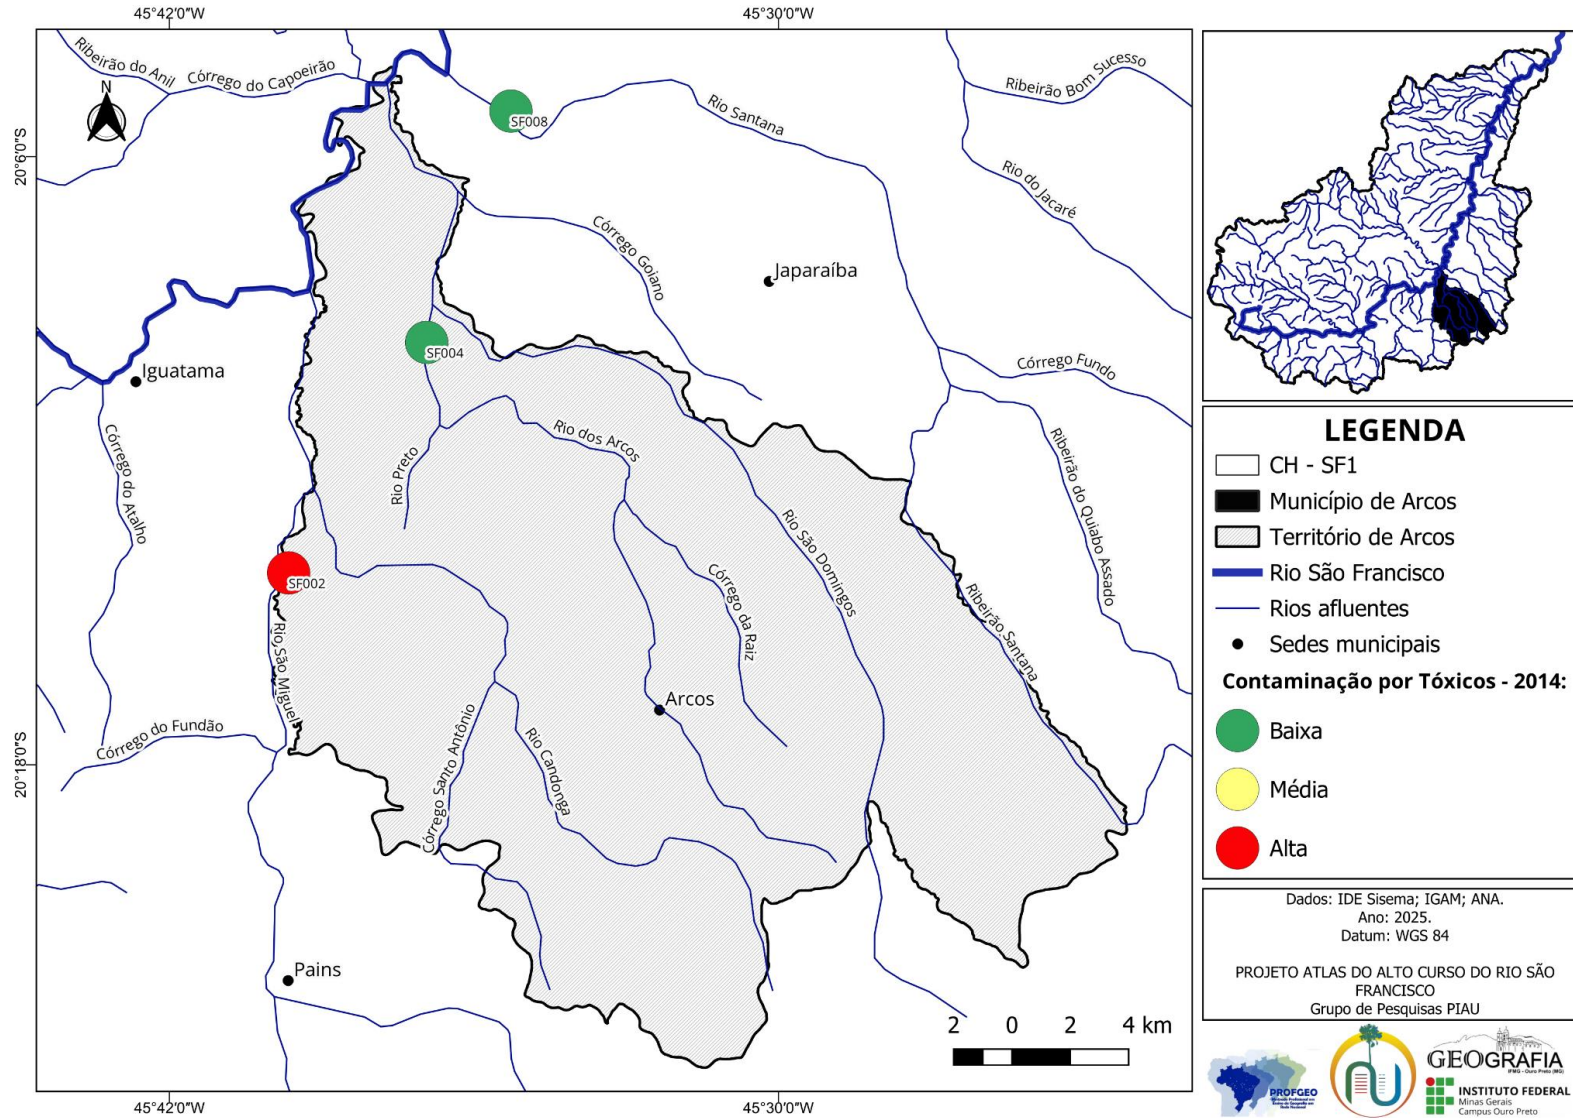 45°42'0"W
45°30'0"W
Ribeirão do Anil
Córrego do Capoeirão
N
SF008
Rio Santana
Ribeirão Bom Sucesso
20°6'0"S
Rio do Jacaré
Córrego Goiano
Japaraíba
SF004
Iguatama
Córrego Fundo
Córrego do Atalho
Rio Preto
Rio dos Arcos
Ribeirão do Quiabo Assado
Rio São Domingos
SF002
Córrego da Raiz
Ribeirão Santana
Rio São Miguel
Arcos
Córrego do Fundão
Córrego Santo Antônio
Rio Candonga
20°18'0"S
Pains
2 0 2 4 km
45°42'0"W
45°30'0"W
LEGENDA
CH - SF1
Município de Arcos
Território de Arcos
Rio São Francisco
Rios afluentes
Sedes municipais
Contaminação por Tóxicos - 2014:
Baixa
Média
Alta
Dados: IDE Sisema; IGAM; ANA.
Ano: 2025.
Datum: WGS 84
PROJETO ATLAS DO ALTO CURSO DO RIO SÃO
FRANCISCO
Grupo de Pesquisas PIAU
PROFGEO
GEOGRAFIA
IFMG - Ouro Preto (MG)
INSTITUTO FEDERAL
Minas Gerais
Campus Ouro Preto